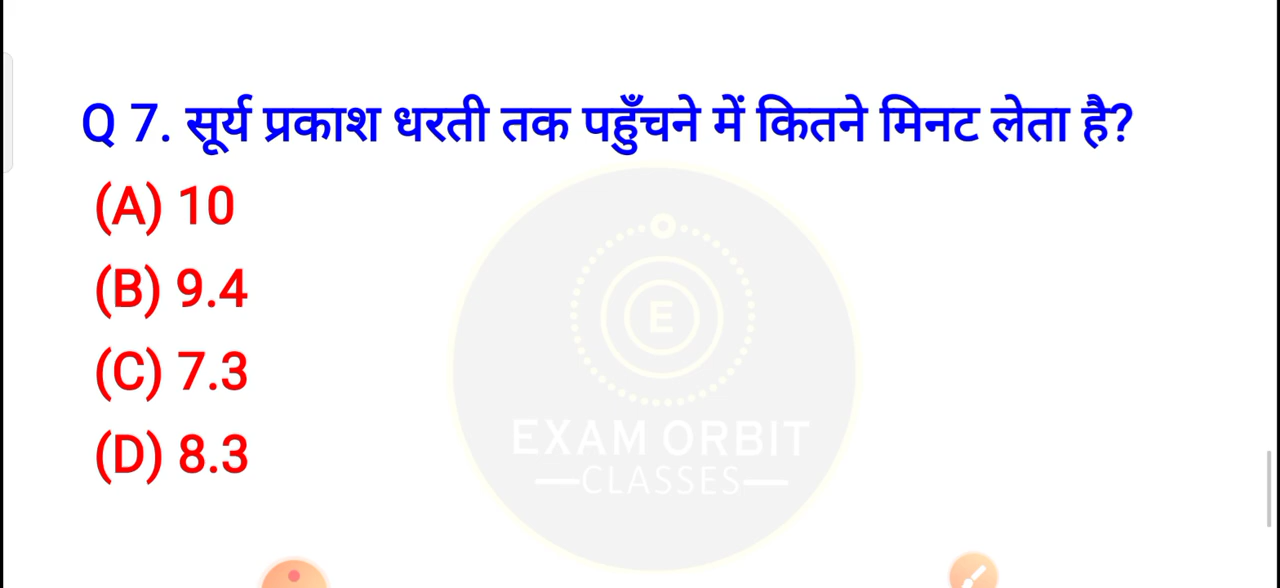 Q 7. सूर्य प्रकाश धरती तक पहुँचने में कितने मिनट लेता है?
(A) 10
(B) 9.4
(C) 7.3
(D) 8.3
E
EXAM ORBIT
CLASSES